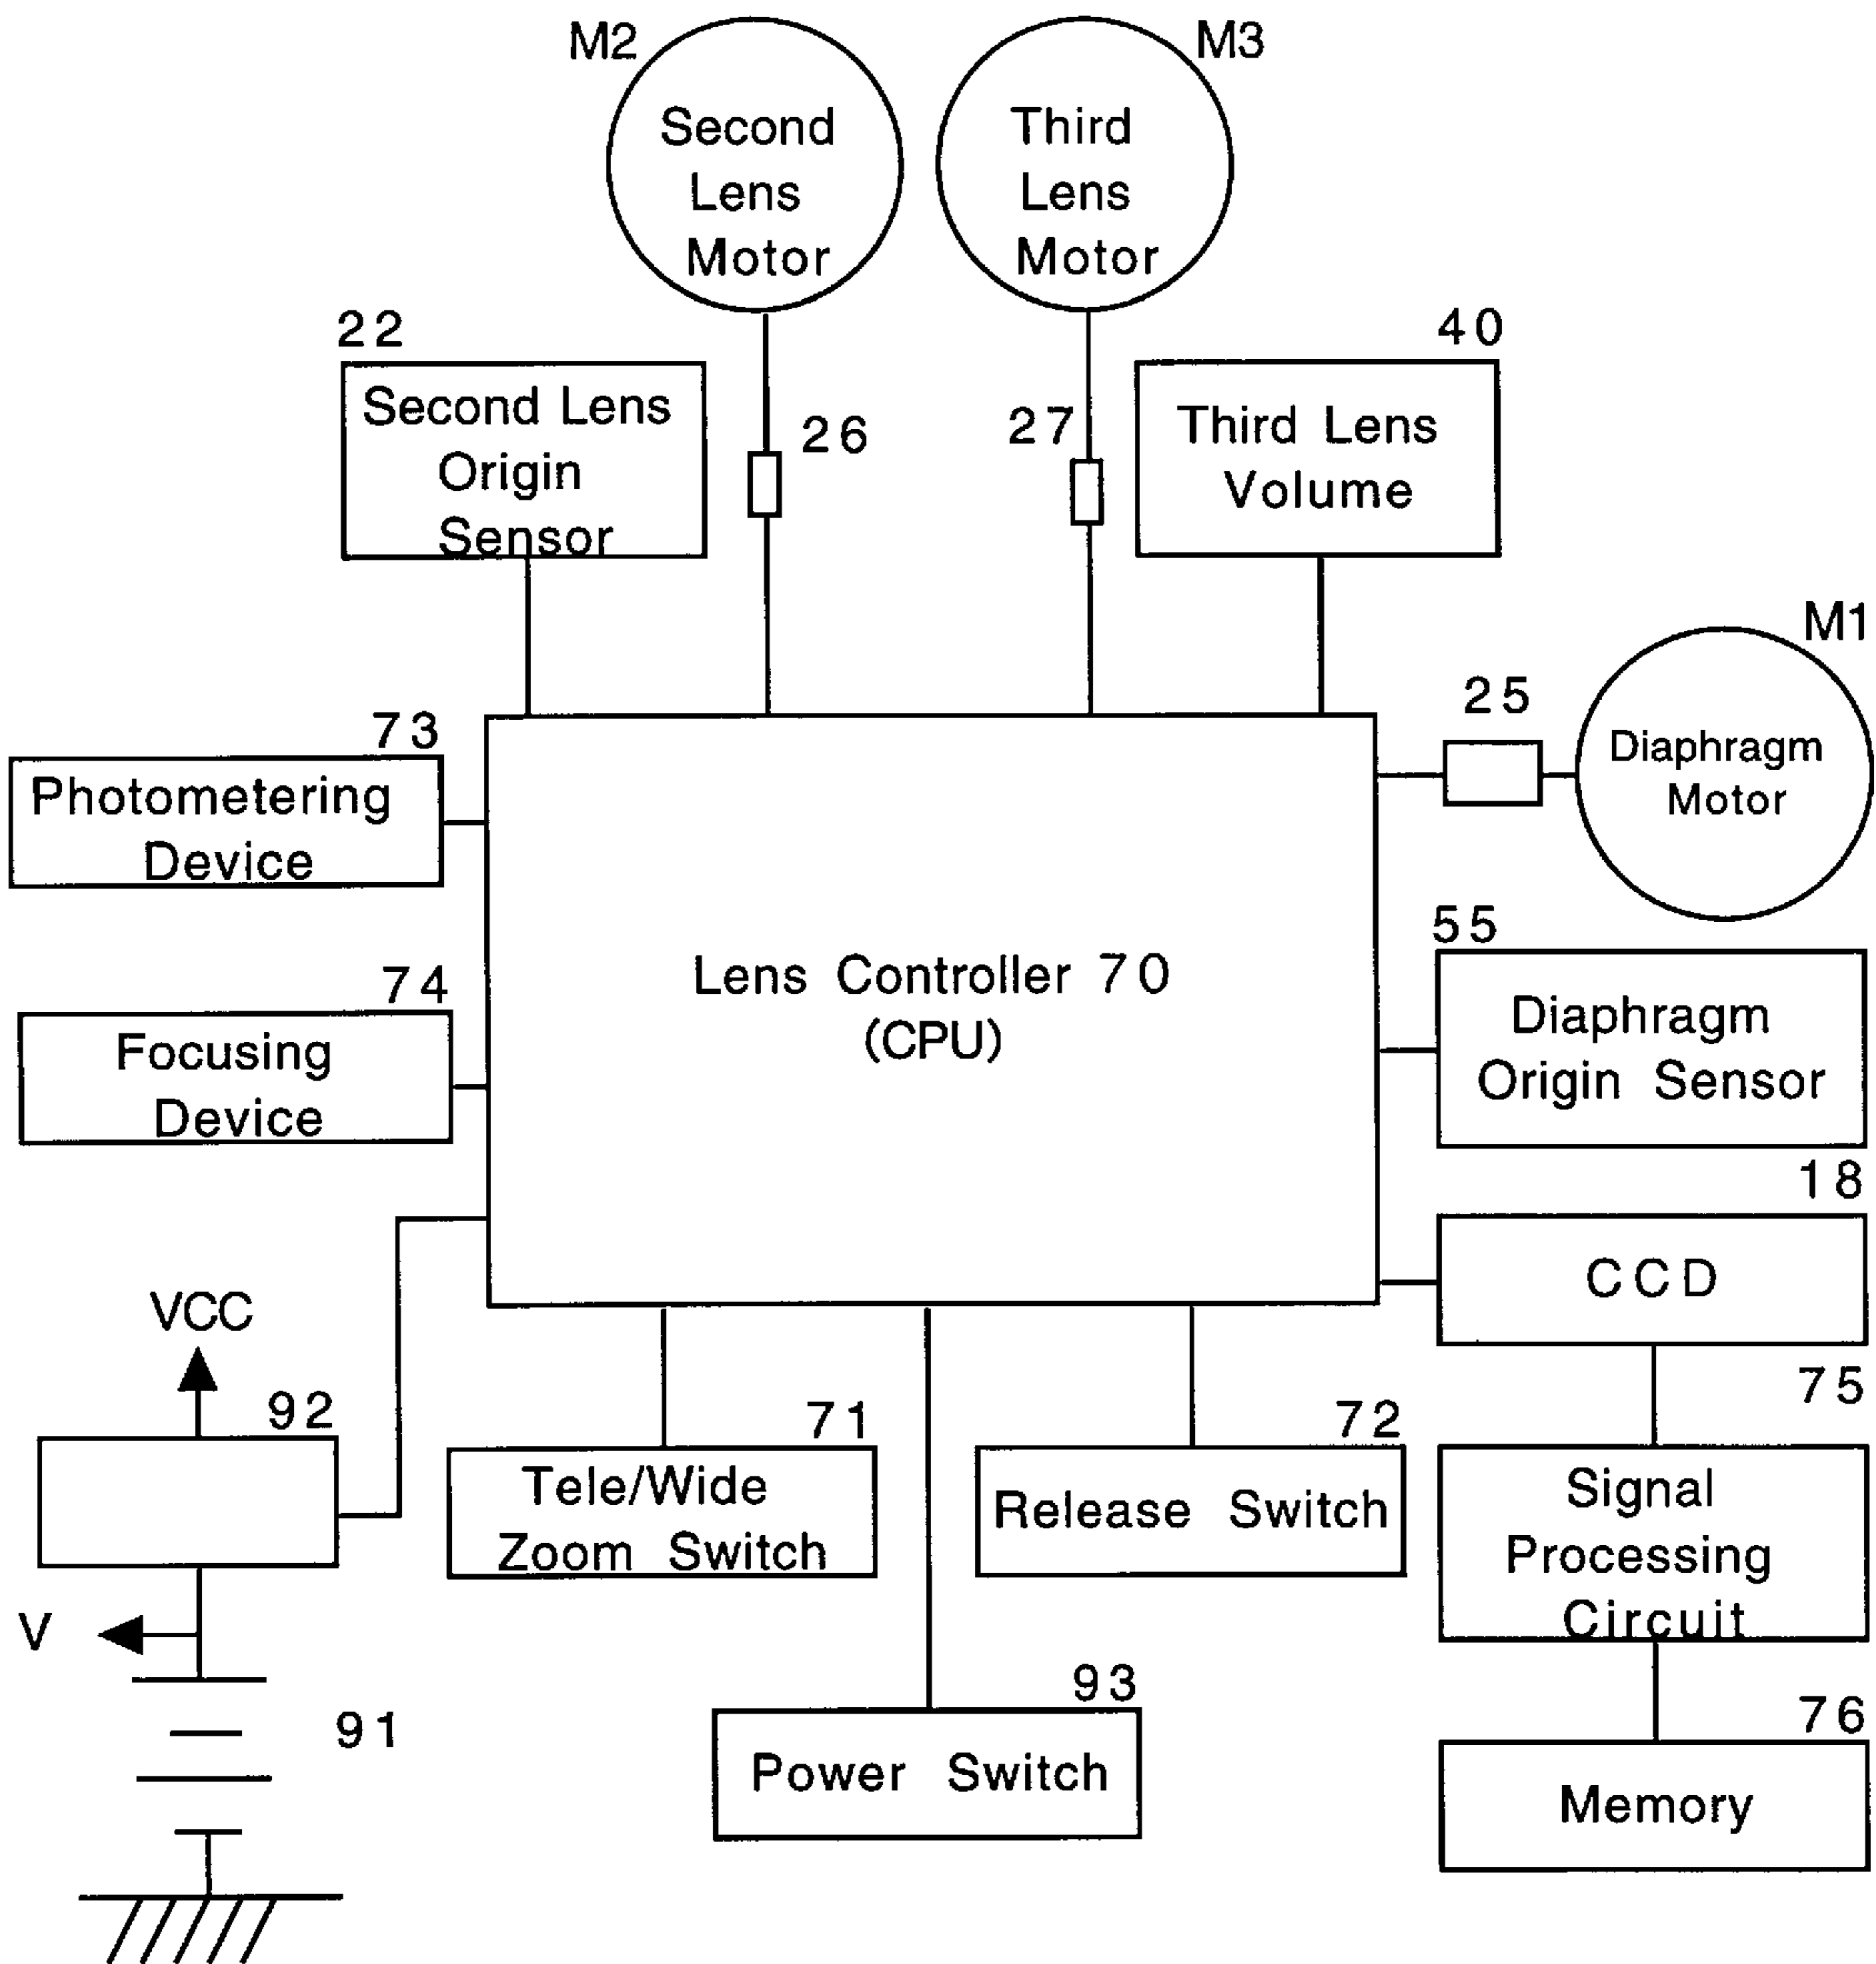 M2
M3
Second
Lens
Motor
Third
Lens
Motor
22
40
Second Lens
Origin
Sensor
26
27
Third Lens
Volume
M1
25
Diaphragm
Motor
73
Photometering
Device
55
Lens Controller 70
(CPU)
74
Focusing
Device
Diaphragm
Origin Sensor
18
CCD
VCC
92
71
72
75
Tele/Wide
Zoom Switch
Release Switch
Signal
Processing
Circuit
V
93
91
Power Switch
76
Memory